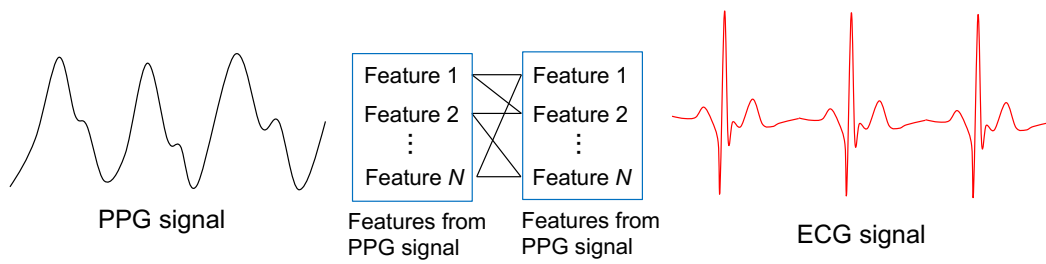 PPG signal
Feature 1
Feature 2
⋮
Feature N
Features from
PPG signal
Feature 1
Feature 2
⋮
Feature N
Features from
PPG signal
ECG signal